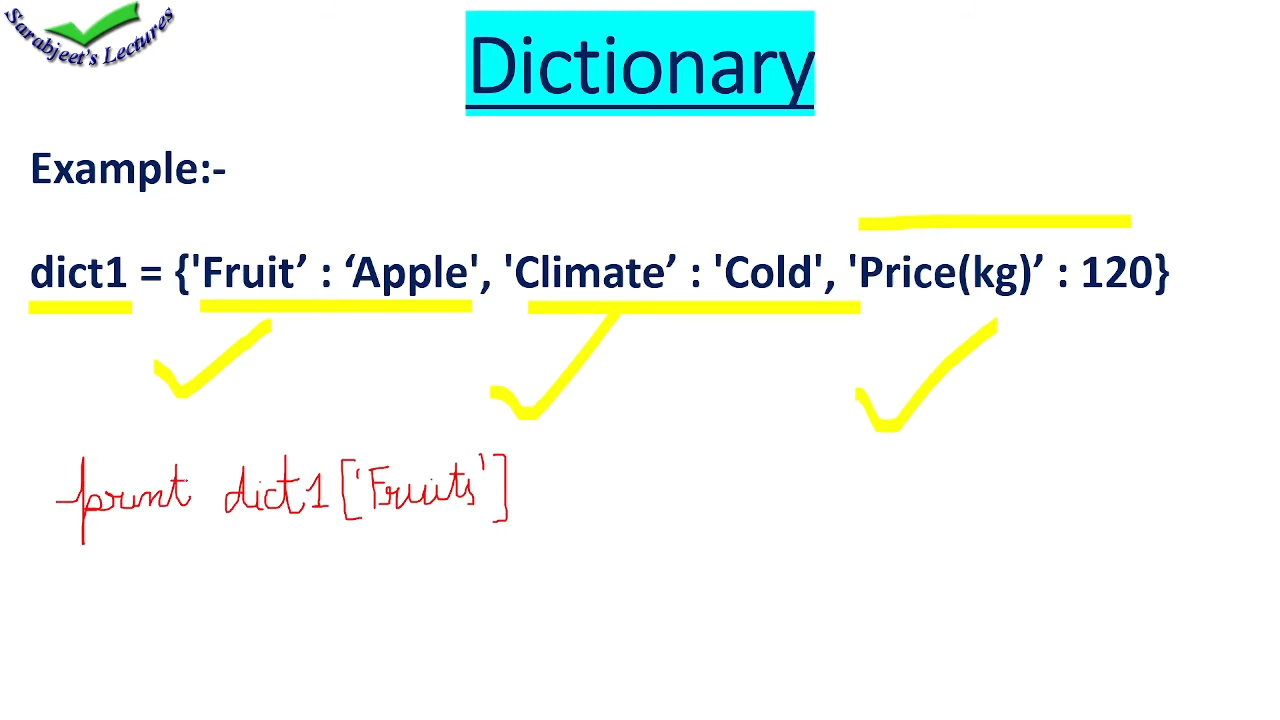 Sarabjeet's Lectures
Dictionary
Example:-
dict1 = {'Fruit’ : ‘Apple', 'Climate’ : 'Cold', 'Price(kg)’ : 120}
print dict1['Fruits']